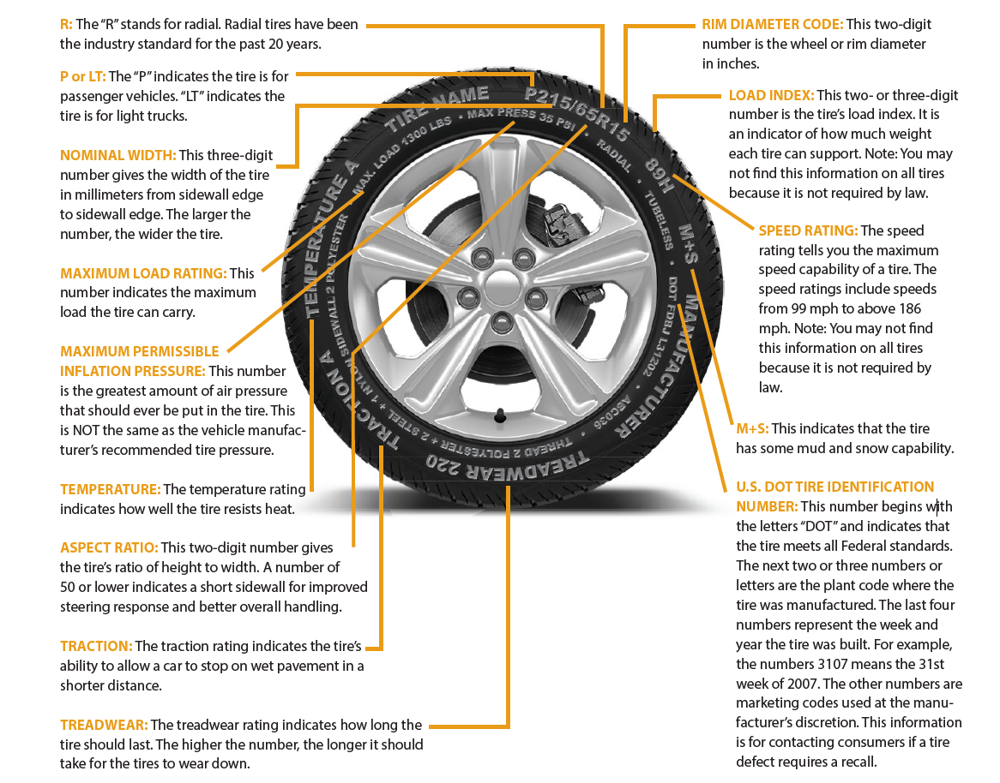 R: The “R” stands for radial. Radial tires have been
the industry standard for the past 20 years.
P or LT: The “P” indicates the tire is for
passenger vehicles. “LT” indicates the
tire is for light trucks.
NOMINAL WIDTH: This three-digit
number gives the width of the tire
in millimeters from sidewall edge
to sidewall edge. The larger the
number, the wider the tire.
MAXIMUM LOAD RATING: This
number indicates the maximum
load the tire can carry.
MAXIMUM PERMISSIBLE
INFLATION PRESSURE: This number
is the greatest amount of air pressure
that should ever be put in the tire. This
is NOT the same as the vehicle manufac-
turer’s recommended tire pressure.
TEMPERATURE: The temperature rating
indicates how well the tire resists heat.
ASPECT RATIO: This two-digit number gives
the tire’s ratio of height to width. A number of
50 or lower indicates a short sidewall for improved
steering response and better overall handling.
TRACTION: The traction rating indicates the tire’s
ability to allow a car to stop on wet pavement in a
shorter distance.
TREADWEAR: The treadwear rating indicates how long the
tire should last. The higher the number, the longer it should
take for the tires to wear down.
TIRE NAME
P215/65R15
89H
M+S
MANUFACTURER
TREADWEAR 220
TRACTION A
TEMPERATURE A
MAX. LOAD 1300 LBS • MAX PRESS 35 PSI • RADIAL • TUBELESS • DOT FDBJ L31202 • ABC036 •
THREAD 2 POLYESTER + 2 STEEL + 1 NYLON SIDEWALL 2 POLYESTER
RIM DIAMETER CODE: This two-digit
number is the wheel or rim diameter
in inches.
LOAD INDEX: This two- or three-digit
number is the tire’s load index. It is
an indicator of how much weight
each tire can support. Note: You may
not find this information on all tires
because it is not required by law.
SPEED RATING: The speed
rating tells you the maximum
speed capability of a tire. The
speed ratings include speeds
from 99 mph to above 186
mph. Note: You may not find
this information on all tires
because it is not required by
law.
M+S: This indicates that the tire
has some mud and snow capability.
U.S. DOT TIRE IDENTIFICATION
NUMBER: This number begins with
the letters “DOT” and indicates that
the tire meets all Federal standards.
The next two or three numbers or
letters are the plant code where the
tire was manufactured. The last four
numbers represent the week and
year the tire was built. For example,
the numbers 3107 means the 31st
week of 2007. The other numbers are
marketing codes used at the manu-
facturer’s discretion. This information
is for contacting consumers if a tire
defect requires a recall.